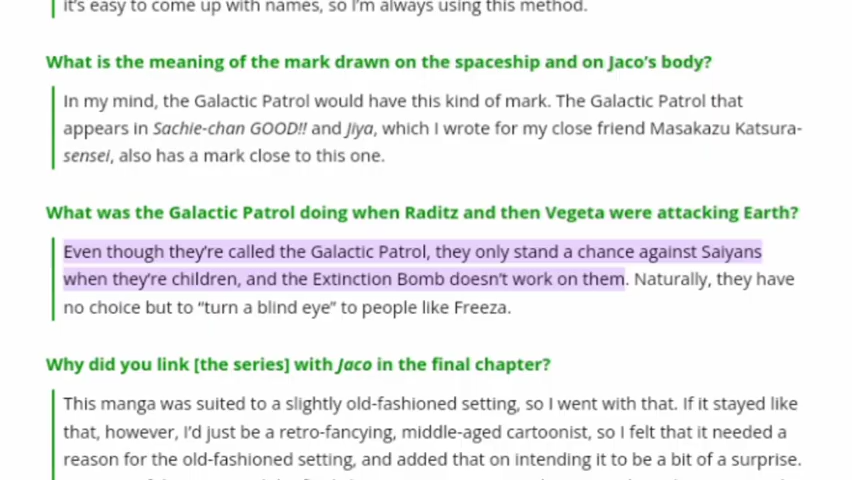 it's easy to come up with names, so I'm always using this method.
What is the meaning of the mark drawn on the spaceship and on Jaco's body?
In my mind, the Galactic Patrol would have this kind of mark. The Galactic Patrol that
appears in Sachie-chan GOOD!! and Jiya, which I wrote for my close friend Masakazu Katsura-
sensei, also has a mark close to this one.
What was the Galactic Patrol doing when Raditz and then Vegeta were attacking Earth?
Even though they're called the Galactic Patrol, they only stand a chance against Saiyans
when they're children, and the Extinction Bomb doesn't work on them. Naturally, they have
no choice but to “turn a blind eye” to people like Freeza.
Why did you link [the series] with Jaco in the final chapter?
This manga was suited to a slightly old-fashioned setting, so I went with that. If it stayed like
that, however, I'd just be a retro-fancying, middle-aged cartoonist, so I felt that it needed a
reason for the old-fashioned setting, and added that on intending it to be a bit of a surprise.